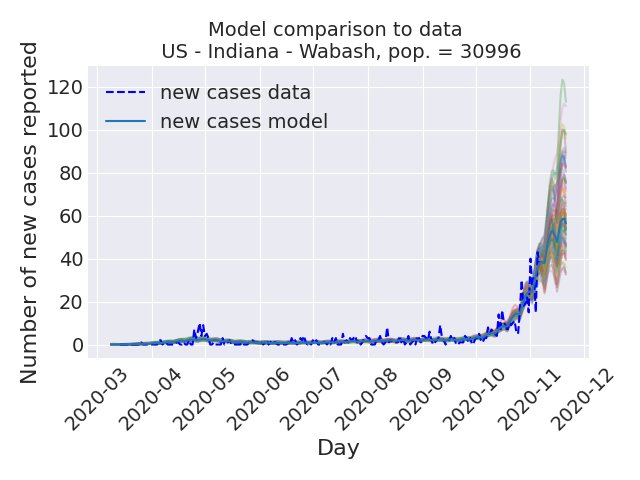 Model comparison to data
US - Indiana - Wabash, pop. = 30996
Number of new cases reported
120
100
80
60
40
20
0
new cases data
new cases model
2020-03
2020-04
2020-05
2020-06
2020-07
2020-08
2020-09
2020-10
2020-11
2020-12
Day